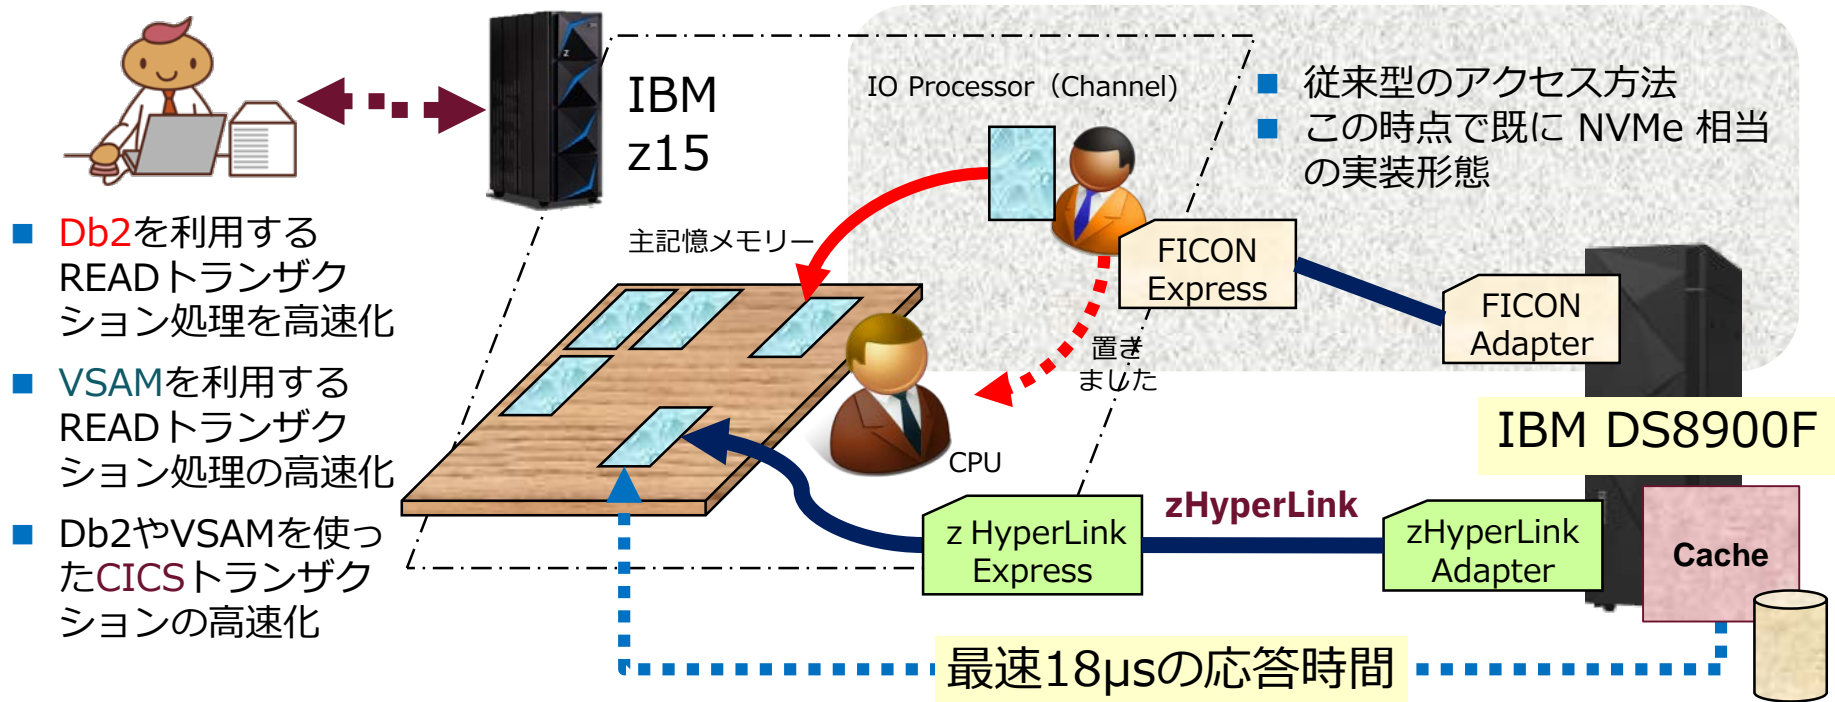 IBM
z15
IO Processor（Channel)
■ 従来型のアクセス方法
■ この時点で既に NVMe 相当
の実装形態
■ Db2を利用する
READトランザク
ション処理を高速化
■ VSAMを利用する
READトランザク
ション処理の高速化
■ Db2やVSAMを使っ
たCICSトランザク
ションの高速化
主記憶メモリー
FICON
Express
FICON
Adapter
置き
ました
CPU
IBM DS8900F
z HyperLink
Express
zHyperLink
zHyperLink
Adapter
Cache
最速18μsの応答時間